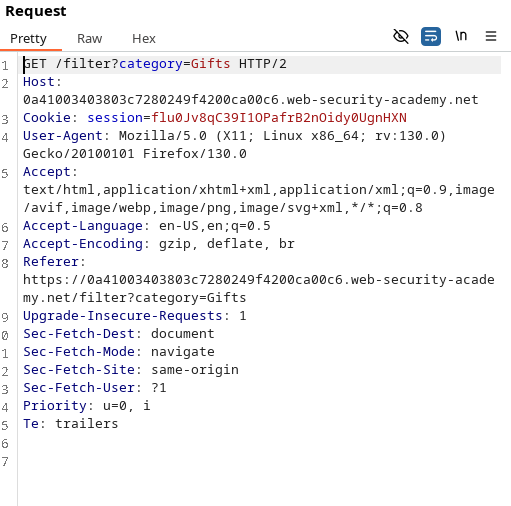 Request
Pretty Raw Hex
\n
1 GET /filter?category=Gifts HTTP/2
2 Host:
0a41003403803c7280249f4200ca00c6.web-security-academy.net
3 Cookie: session=flu0Jv8qC39I1OPafrB2nOidy0UgnHXN
4 User-Agent: Mozilla/5.0 (X11; Linux x86_64; rv:130.0)
Gecko/20100101 Firefox/130.0
5 Accept:
text/html,application/xhtml+xml,application/xml;q=0.9,image
/avif,image/webp,image/png,image/svg+xml,*/*;q=0.8
6 Accept-Language: en-US,en;q=0.5
7 Accept-Encoding: gzip, deflate, br
8 Referer:
https://0a41003403803c7280249f4200ca00c6.web-security-acade
my.net/filter?category=Gifts
9 Upgrade-Insecure-Requests: 1
0 Sec-Fetch-Dest: document
1 Sec-Fetch-Mode: navigate
2 Sec-Fetch-Site: same-origin
3 Sec-Fetch-User: ?1
4 Priority: u=0, i
5 Te: trailers
6
7